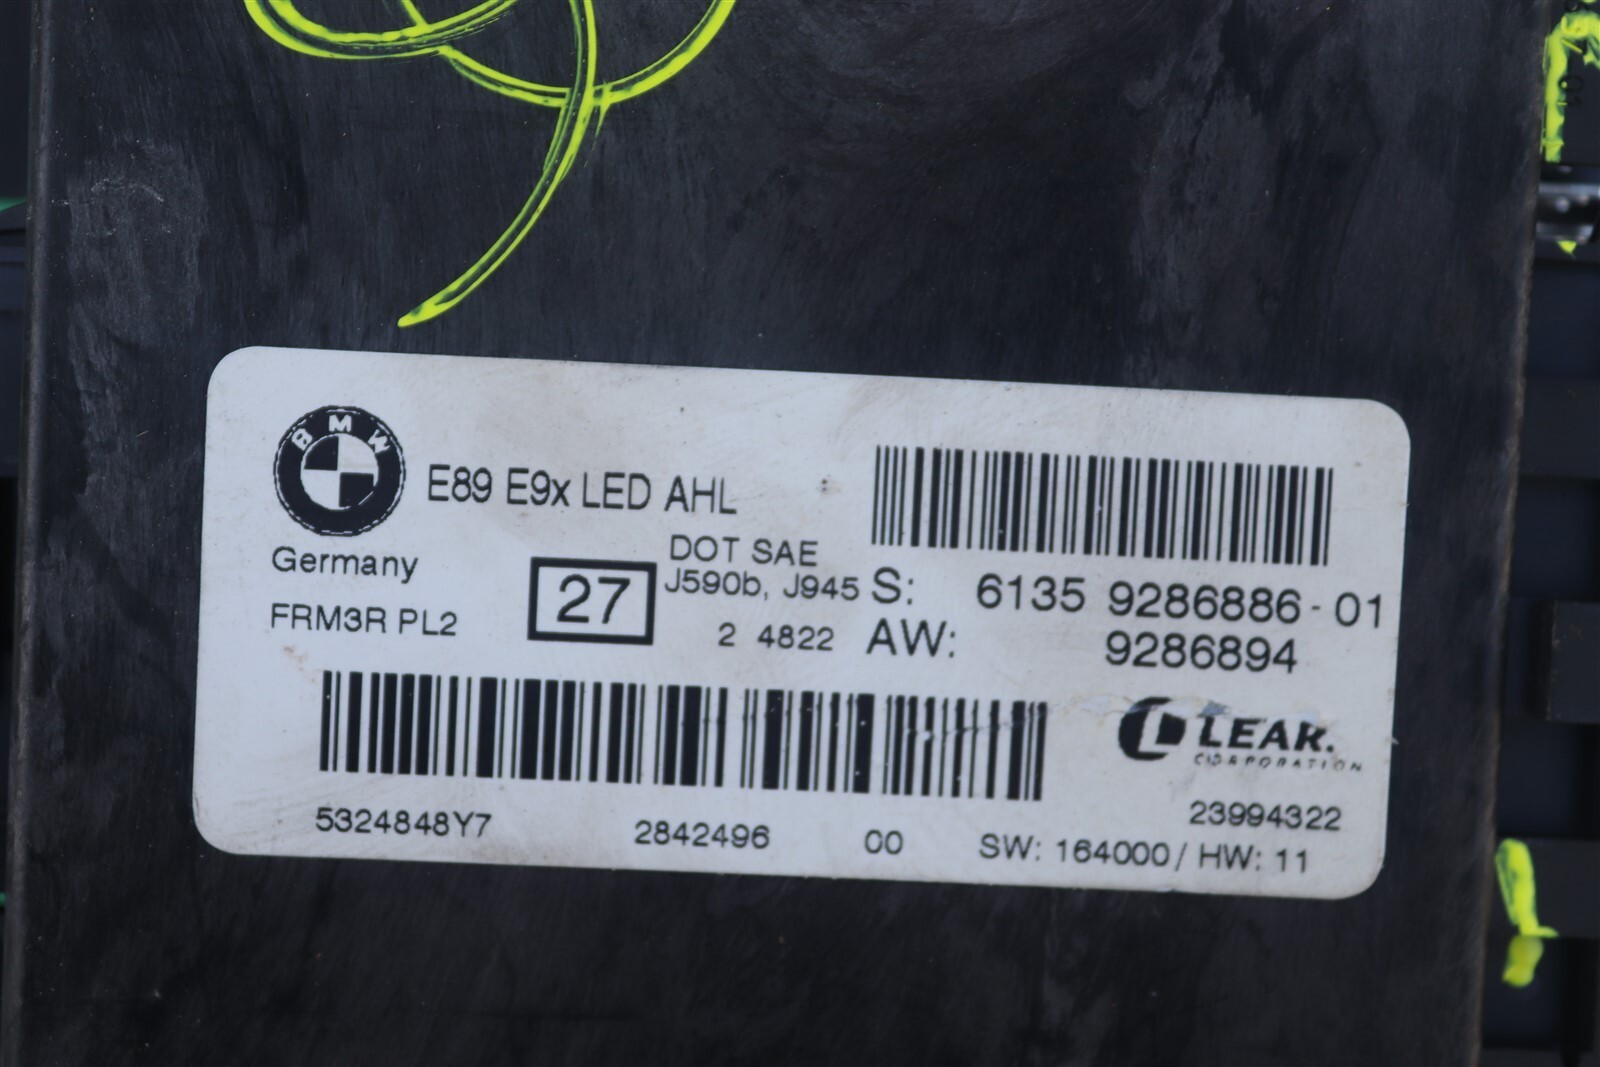 BMW
E89 E9x LED AHL
Germany
FRM3R PL2
27
DOT SAE
J590b, J945
2 4822
S: 6135 9286886-01
AW: 9286894
LEAR.
CORPORATION
23994322
5324848Y7 2842496 00 SW: 164000 / HW: 11